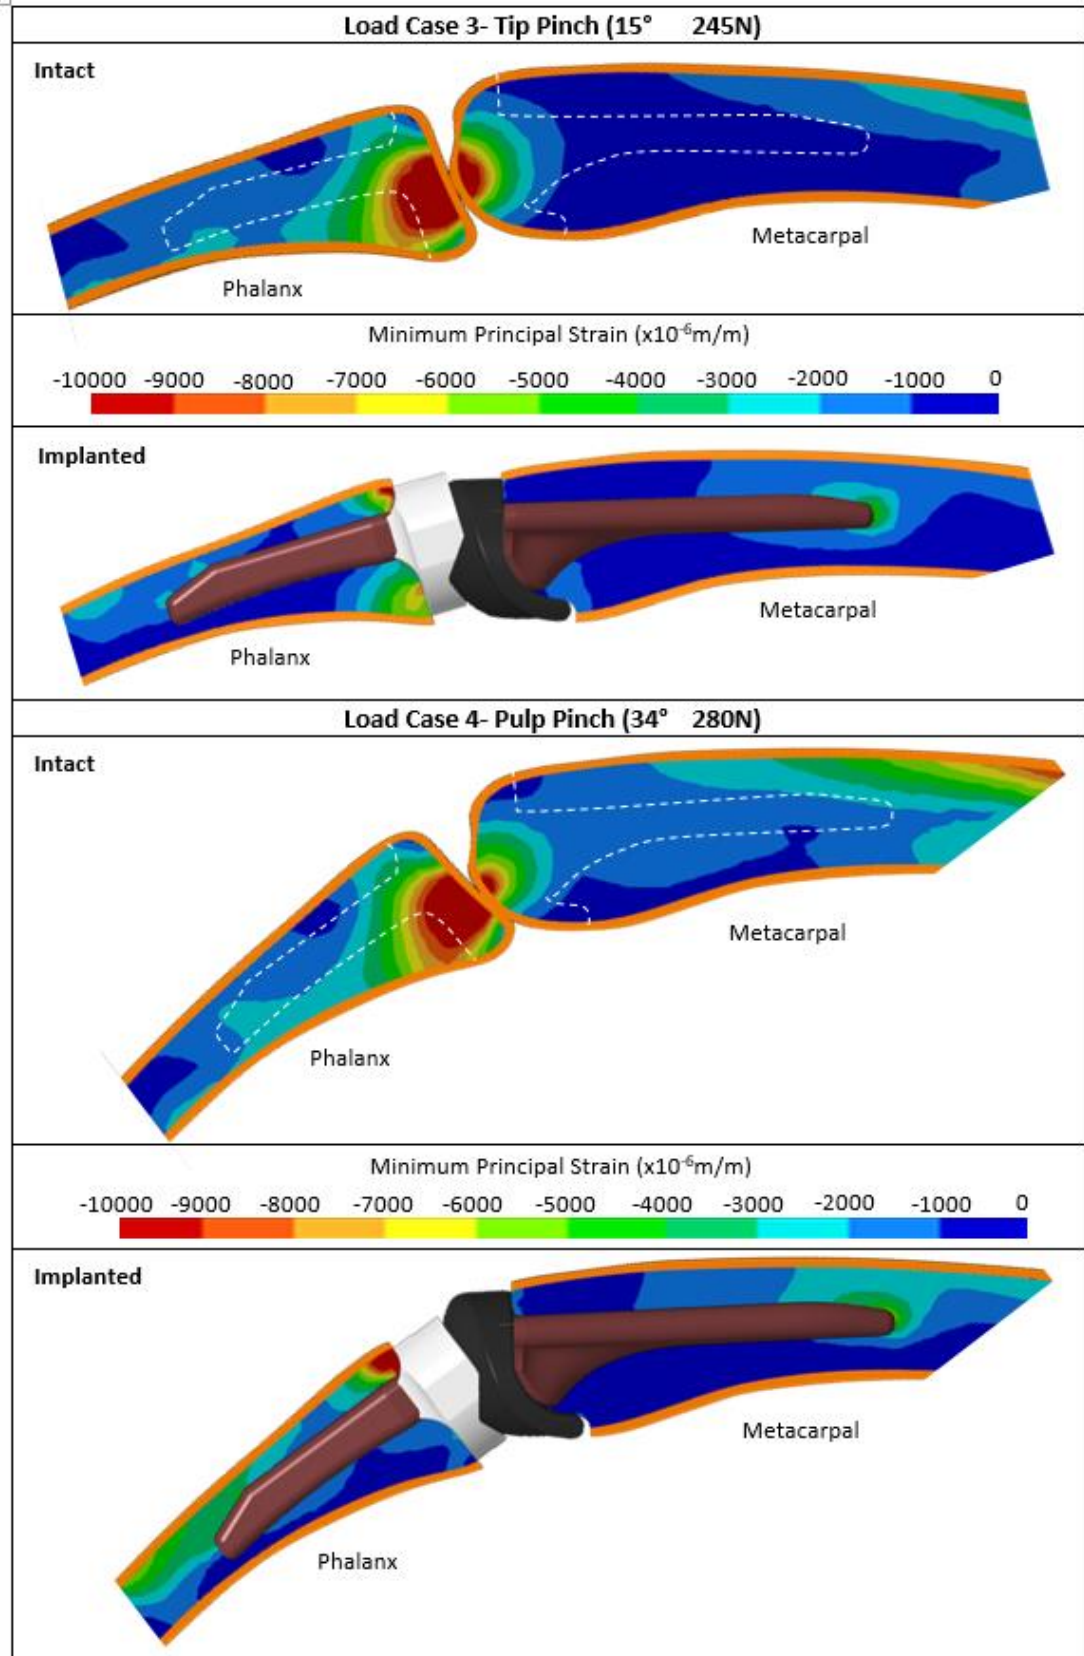 Load Case 3- Tip Pinch (15° 245N)
Intact
Metacarpal
Phalanx
Minimum Principal Strain (x10⁻⁶m/m)
-10000 -9000 -8000 -7000 -6000 -5000 -4000 -3000 -2000 -1000 0
Implanted
Metacarpal
Phalanx
Load Case 4- Pulp Pinch (34° 280N)
Intact
Metacarpal
Phalanx
Minimum Principal Strain (x10⁻⁶m/m)
-10000 -9000 -8000 -7000 -6000 -5000 -4000 -3000 -2000 -1000 0
Implanted
Metacarpal
Phalanx